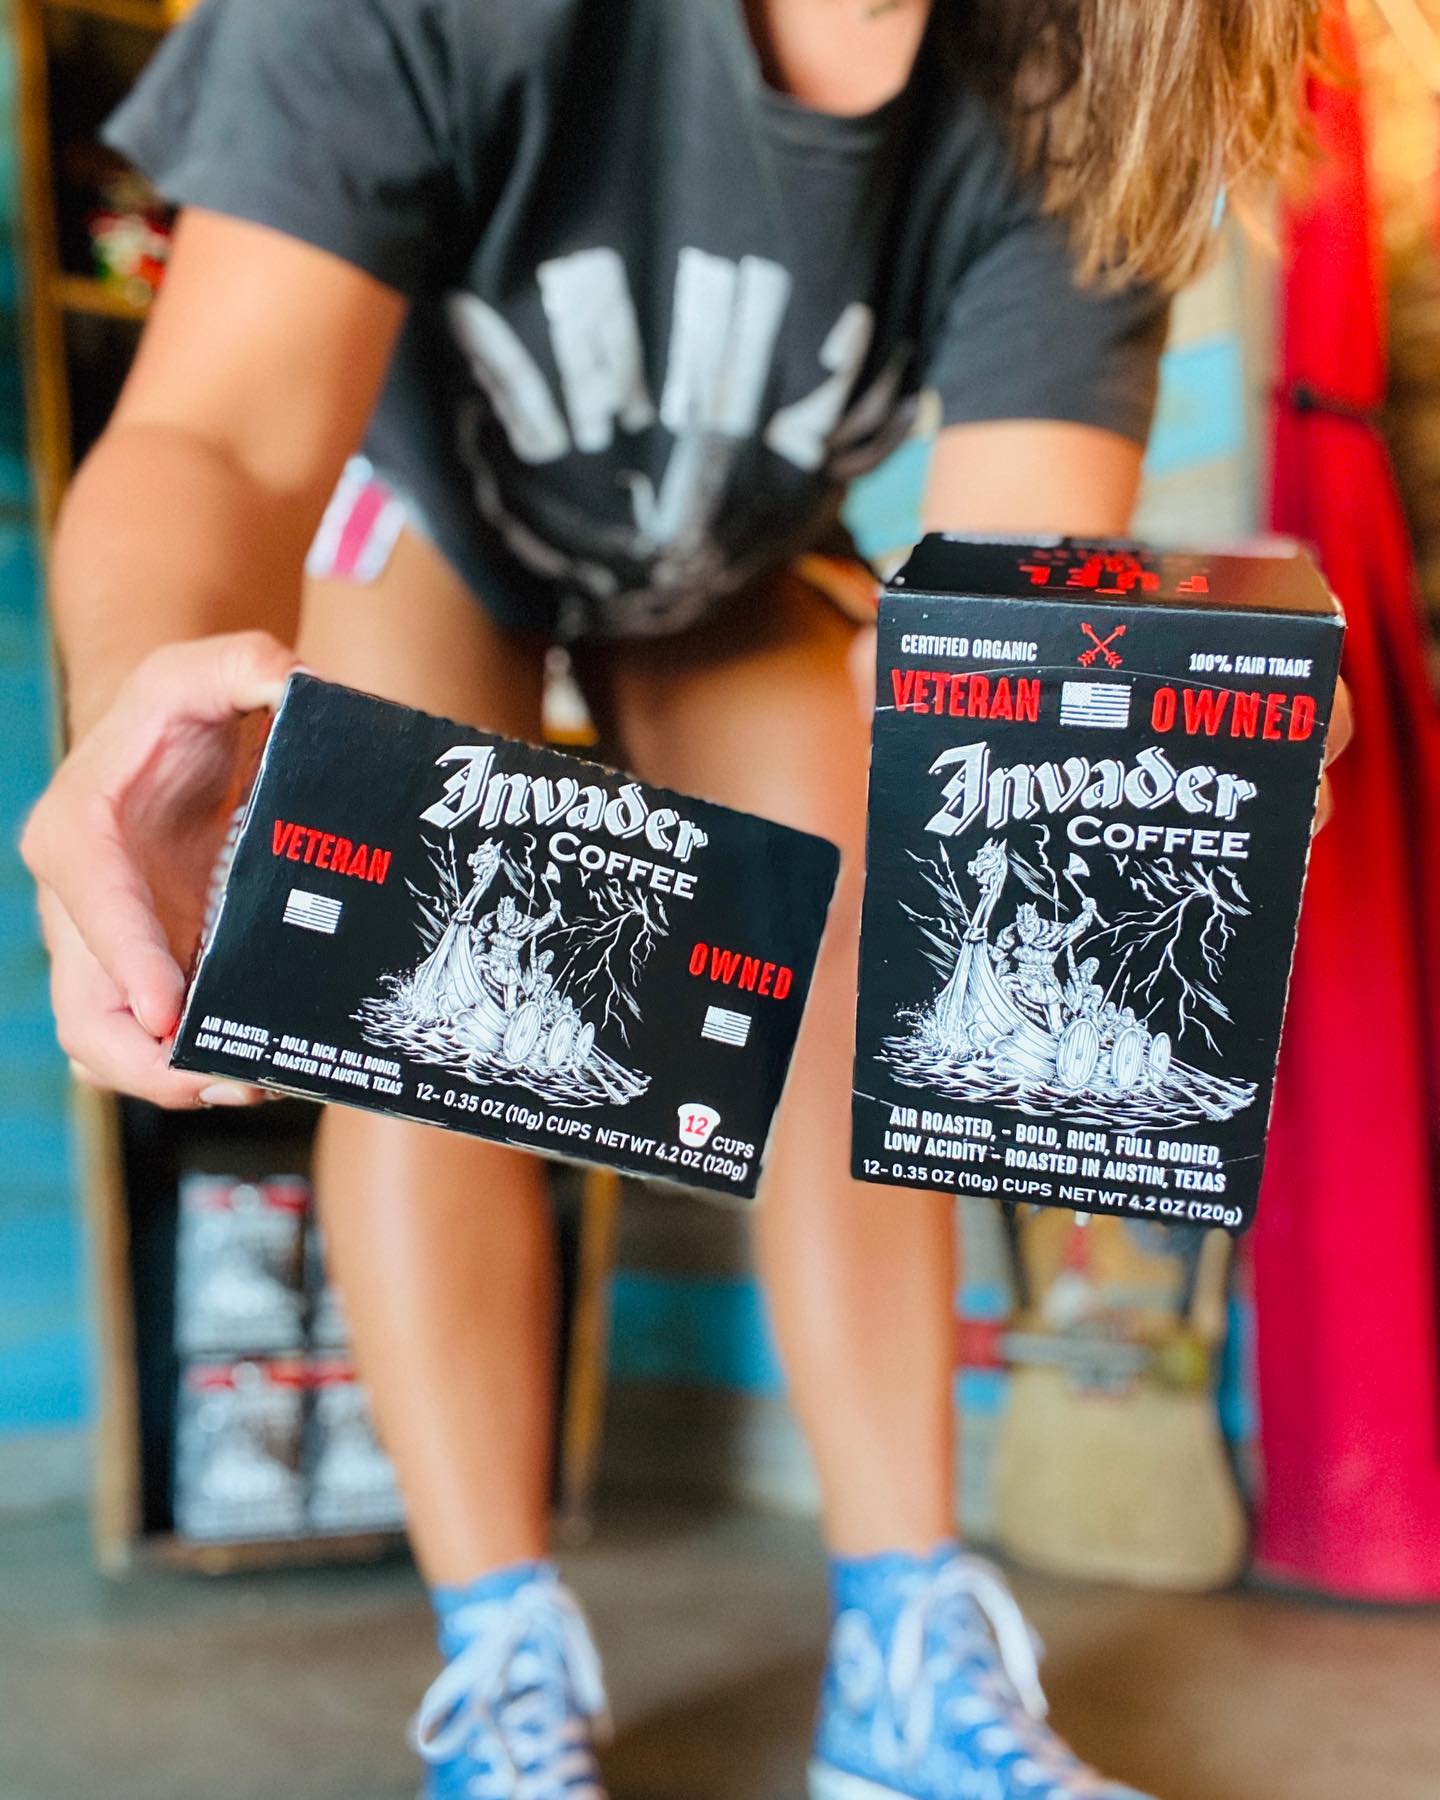 VETERAN
Invader
COFFEE
OWNED
AIR ROASTED, - BOLD, RICH, FULL BODIED,
LOW ACIDITY - ROASTED IN AUSTIN, TEXAS
12- 0.35 OZ (10g) CUPS NET WT 4.2 OZ (120g)
12 CUPS
FUEL
CERTIFIED ORGANIC
100% FAIR TRADE
VETERAN OWNED
Invader
COFFEE
AIR ROASTED, - BOLD, RICH, FULL BODIED,
LOW ACIDITY - ROASTED IN AUSTIN, TEXAS
12- 0.35 OZ (10g) CUPS NET WT 4.2 OZ (120g)